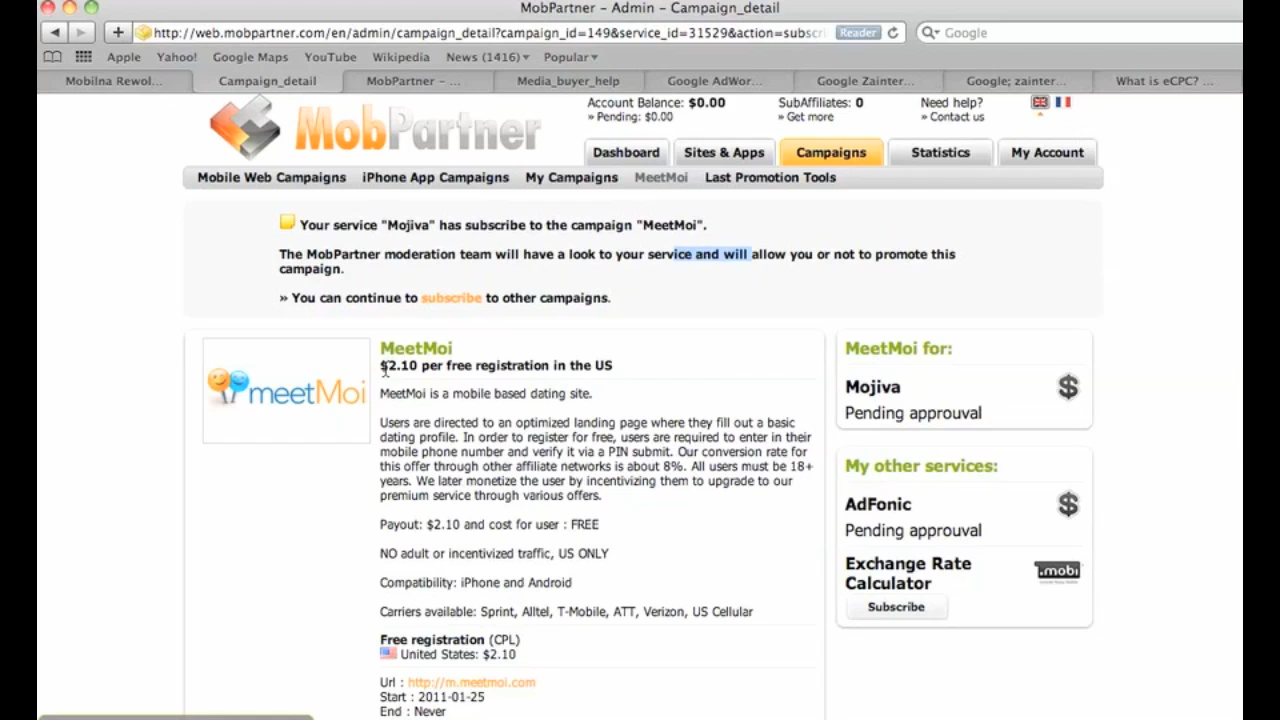 MobPartner – Admin – Campaign_detail
http://web.mobpartner.com/en/admin/campaign_detail?campaign_id=149&service_id=31529&action=subscri
Reader
Google
Apple Yahoo! Google Maps YouTube Wikipedia News (1416) Popular
Mobilna Rewol... Campaign_detail MobPartner – ... Media_buyer_help Google AdWor... Google Zainter... Google; zainter... What is eCPC? ...
MobPartner
Account Balance: $0.00
» Pending: $0.00
SubAffiliates: 0
» Get more
Need help?
» Contact us
Dashboard Sites & Apps Campaigns Statistics My Account
Mobile Web Campaigns iPhone App Campaigns My Campaigns MeetMoi Last Promotion Tools
Your service "Mojiva" has subscribe to the campaign "MeetMoi".
The MobPartner moderation team will have a look to your service and will allow you or not to promote this
campaign.
» You can continue to subscribe to other campaigns.
meetMoi
MeetMoi
$2.10 per free registration in the US
MeetMoi is a mobile based dating site.
Users are directed to an optimized landing page where they fill out a basic
dating profile. In order to register for free, users are required to enter in their
mobile phone number and verify it via a PIN submit. Our conversion rate for
this offer through other affiliate networks is about 8%. All users must be 18+
years. We later monetize the user by incentivizing them to upgrade to our
premium service through various offers.
Payout: $2.10 and cost for user : FREE
NO adult or incentivized traffic, US ONLY
Compatibility: iPhone and Android
Carriers available: Sprint, Alltel, T-Mobile, ATT, Verizon, US Cellular
Free registration (CPL)
United States: $2.10
Url : http://m.meetmoi.com
Start : 2011-01-25
End : Never
MeetMoi for:
Mojiva
$
Pending approuval
My other services:
AdFonic
$
Pending approuval
Exchange Rate
Calculator
.mobi
Subscribe